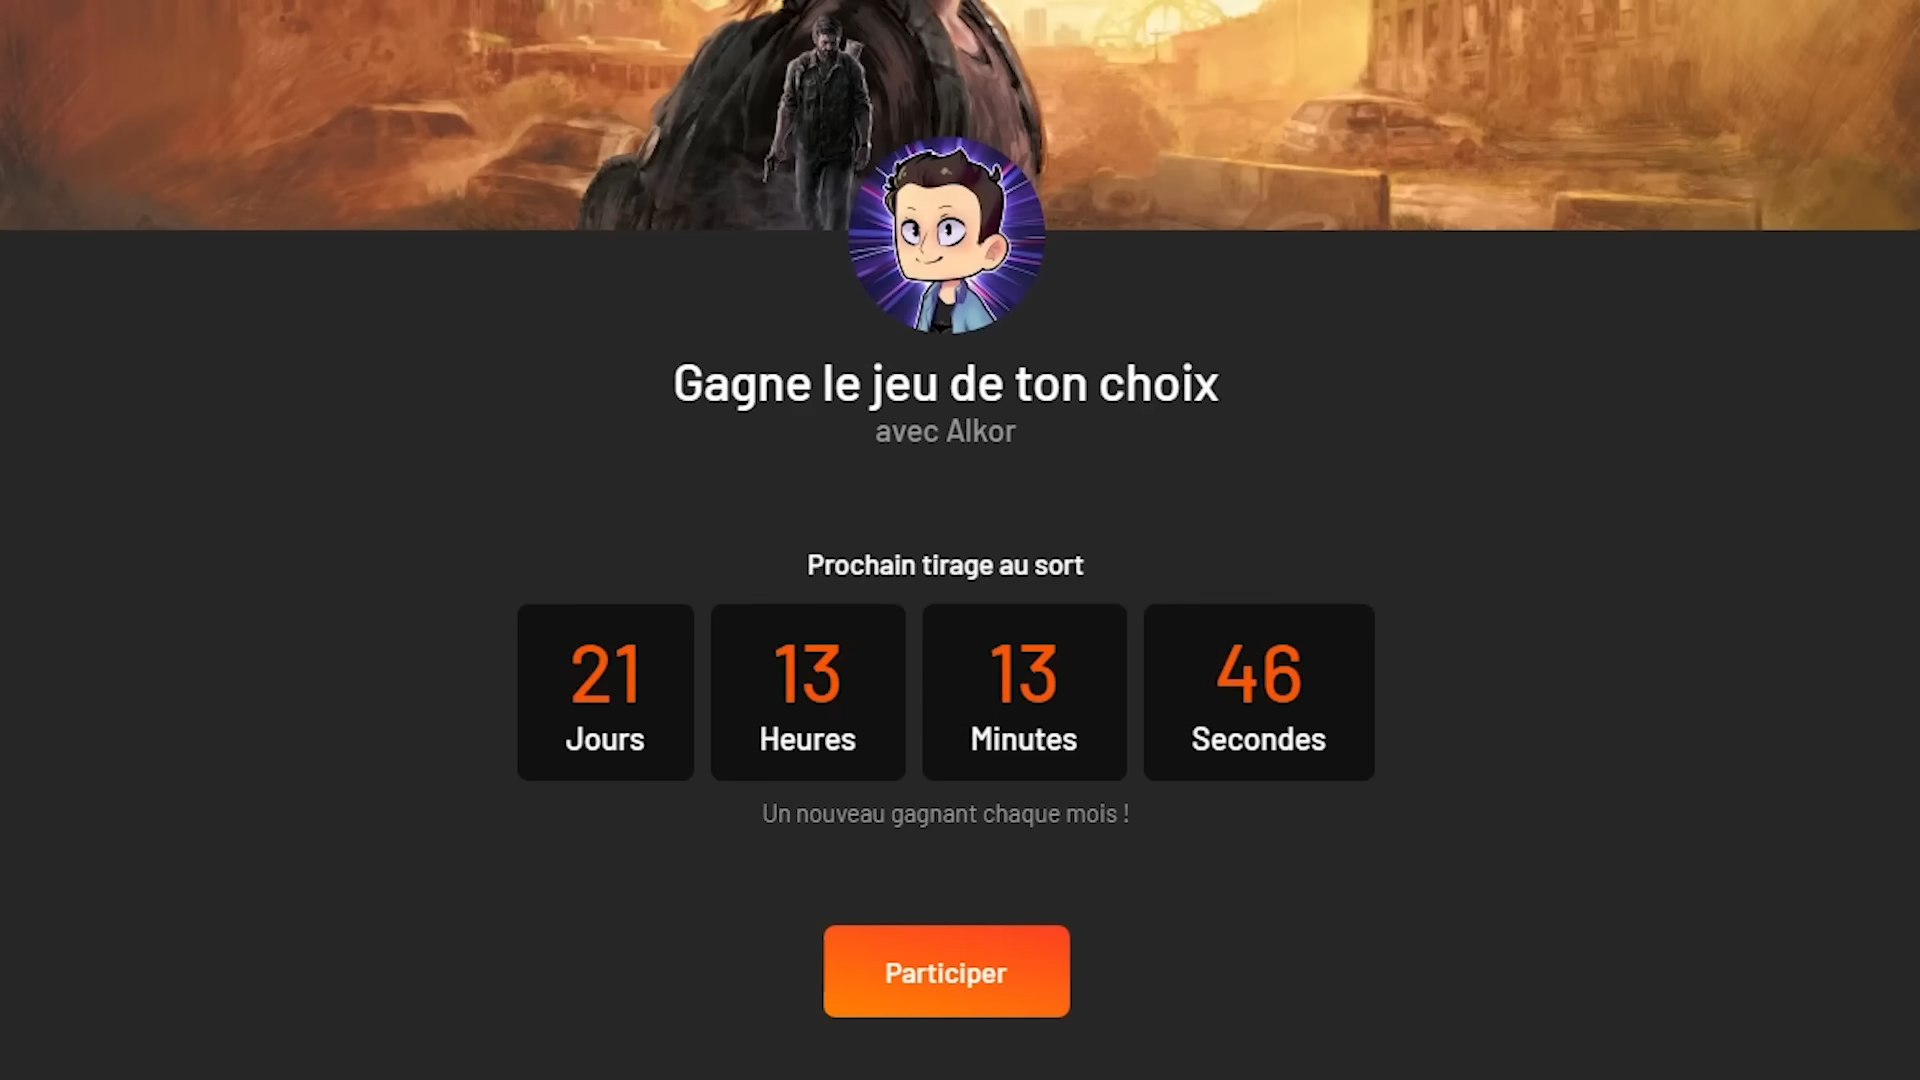 Gagne le jeu de ton choix
avec Alkor
Prochain tirage au sort
21
Jours
13
Heures
13
Minutes
46
Secondes
Un nouveau gagnant chaque mois !
Participer